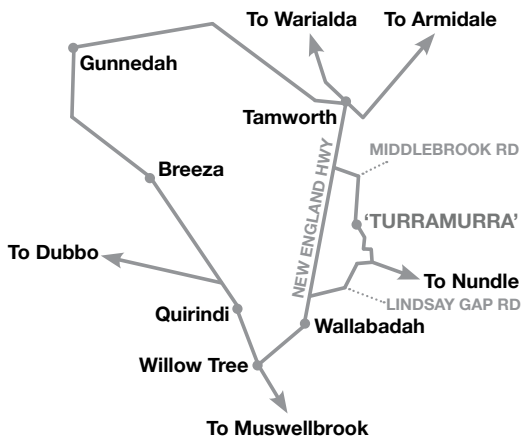 To Warialda
To Armidale
Gunnedah
Tamworth
MIDDLEBROOK RD
Breeza
NEW ENGLAND HWY
‘TURRAMURRA’
To Dubbo
To Nundle
LINDSAY GAP RD
Quirindi
Wallabadah
Willow Tree
To Muswellbrook